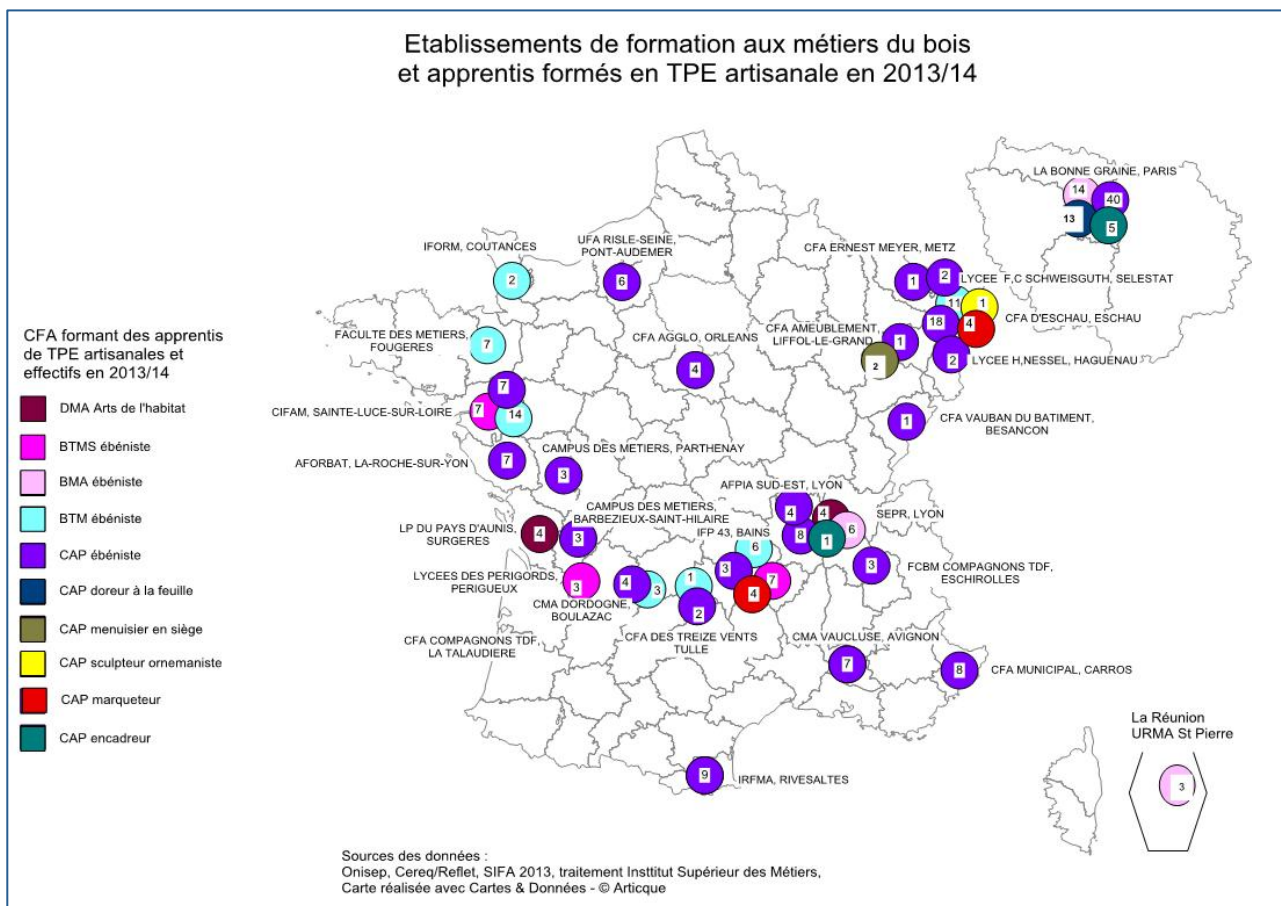 Etablissements de formation aux métiers du bois
et apprentis formés en TPE artisanale en 2013/14
LA BONNE GRAINE, PARIS
14
40
13
5
IFORM, COUTANCES
2
UFA RISLE-SEINE,
PONT-AUDEMER
6
CFA ERNEST MEYER, METZ
1
2
LYCEE F,C SCHWEISGUTH, SELESTAT
11
1
18
4
CFA D'ESCHAU, ESCHAU
CFA AMEUBLEMENT,
LIFFOL-LE-GRAND
1
2
2
LYCEE H,NESSEL, HAGUENAU
FACULTE DES METIERS,
FOUGERES
7
CFA AGGLO, ORLEANS
4
7
CIFAM, SAINTE-LUCE-SUR-LOIRE
7
14
CFA VAUBAN DU BATIMENT,
BESANCON
1
AFORBAT, LA-ROCHE-SUR-YON
7
CAMPUS DES METIERS, PARTHENAY
3
AFPIA SUD-EST, LYON
4
4
SEPR, LYON
8
6
1
CAMPUS DES METIERS,
BARBEZIEUX-SAINT-HILAIRE
3
LP DU PAYS D'AUNIS,
SURGERES
4
IFP 43, BAINS
6
3
7
4
FCBM COMPAGNONS TDF,
ESCHIROLLES
3
LYCEES DES PERIGORDS,
PERIGUEUX
3
CMA DORDOGNE,
BOULAZAC
4
3
1
2
CFA DES TREIZE VENTS
TULLE
CFA COMPAGNONS TDF,
LA TALAUDIERE
CMA VAUCLUSE, AVIGNON
7
8
CFA MUNICIPAL, CARROS
9
IRFMA, RIVESALTES
La Réunion
URMA St Pierre
3
CFA formant des apprentis
de TPE artisanales et
effectifs en 2013/14
DMA Arts de l'habitat
BTMS ébéniste
BMA ébéniste
BTM ébéniste
CAP ébéniste
CAP doreur à la feuille
CAP menuisier en siège
CAP sculpteur ornemaniste
CAP marqueteur
CAP encadreur
Sources des données :
Onisep, Cereq/Reflet, SIFA 2013, traitement Insttitut Supérieur des Métiers,
Carte réalisée avec Cartes & Données - © Articque